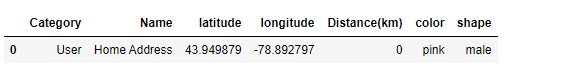 Category Name latitude longitude Distance(km) color shape
0 User Home Address 43.949879 -78.892797 0 pink male